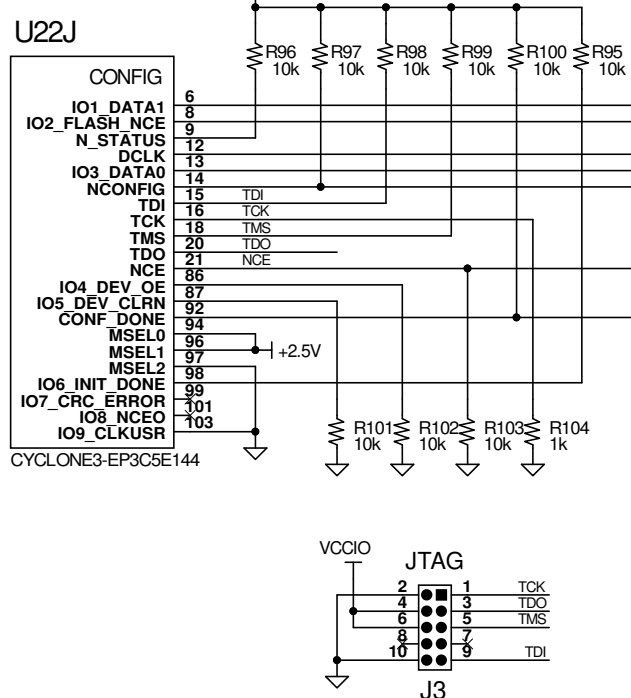 U22J
CONFIG
R96 10k
R97 10k
R98 10k
R99 10k
R100 10k
R95 10k
IO1_DATA1 6
IO2_FLASH_NCE 8
N_STATUS 9
DCLK 12
IO3_DATA0 13
NCONFIG 14
TDI 15 TDI
TCK 16 TCK
TMS 18 TMS
TDO 20 TDO
NCE 21 NCE
IO4_DEV_OE 86
IO5_DEV_CLRN 87
CONF_DONE 92
MSEL0 94
MSEL1 96
+2.5V
MSEL2 97
IO6_INIT_DONE 98
IO7_CRC_ERROR 99
IO8_NCEO 101
IO9_CLKUSR 103
R101 10k
R102 10k
R103 10k
R104 1k
CYCLONE3-EP3C5E144
VCCIO
JTAG
2 1 TCK
4 3 TDO
6 5 TMS
8 7
10 9 TDI
J3